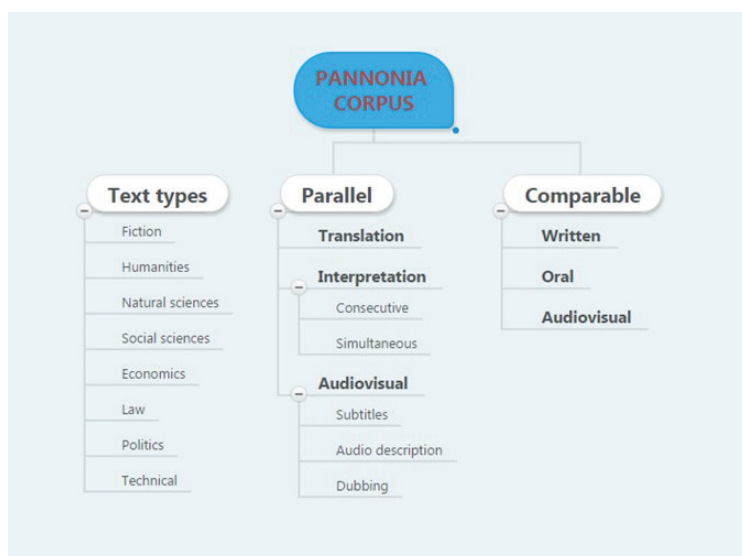 PANNONIA
CORPUS
Text types
Fiction
Humanities
Natural sciences
Social sciences
Economics
Law
Politics
Technical
Parallel
Translation
Interpretation
Consecutive
Simultaneous
Audiovisual
Subtitles
Audio description
Dubbing
Comparable
Written
Oral
Audiovisual